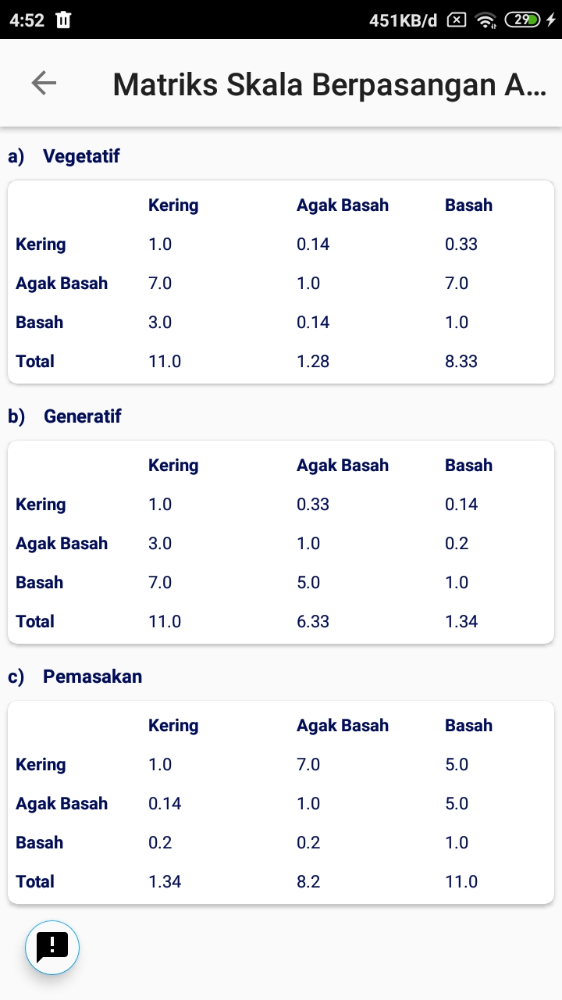 4:52 451KB/d 29
Matriks Skala Berpasangan A...
a) Vegetatif
Kering Agak Basah Basah
Kering 1.0 0.14 0.33
Agak Basah 7.0 1.0 7.0
Basah 3.0 0.14 1.0
Total 11.0 1.28 8.33
b) Generatif
Kering Agak Basah Basah
Kering 1.0 0.33 0.14
Agak Basah 3.0 1.0 0.2
Basah 7.0 5.0 1.0
Total 11.0 6.33 1.34
c) Pemasakan
Kering Agak Basah Basah
Kering 1.0 7.0 5.0
Agak Basah 0.14 1.0 5.0
Basah 0.2 0.2 1.0
Total 1.34 8.2 11.0